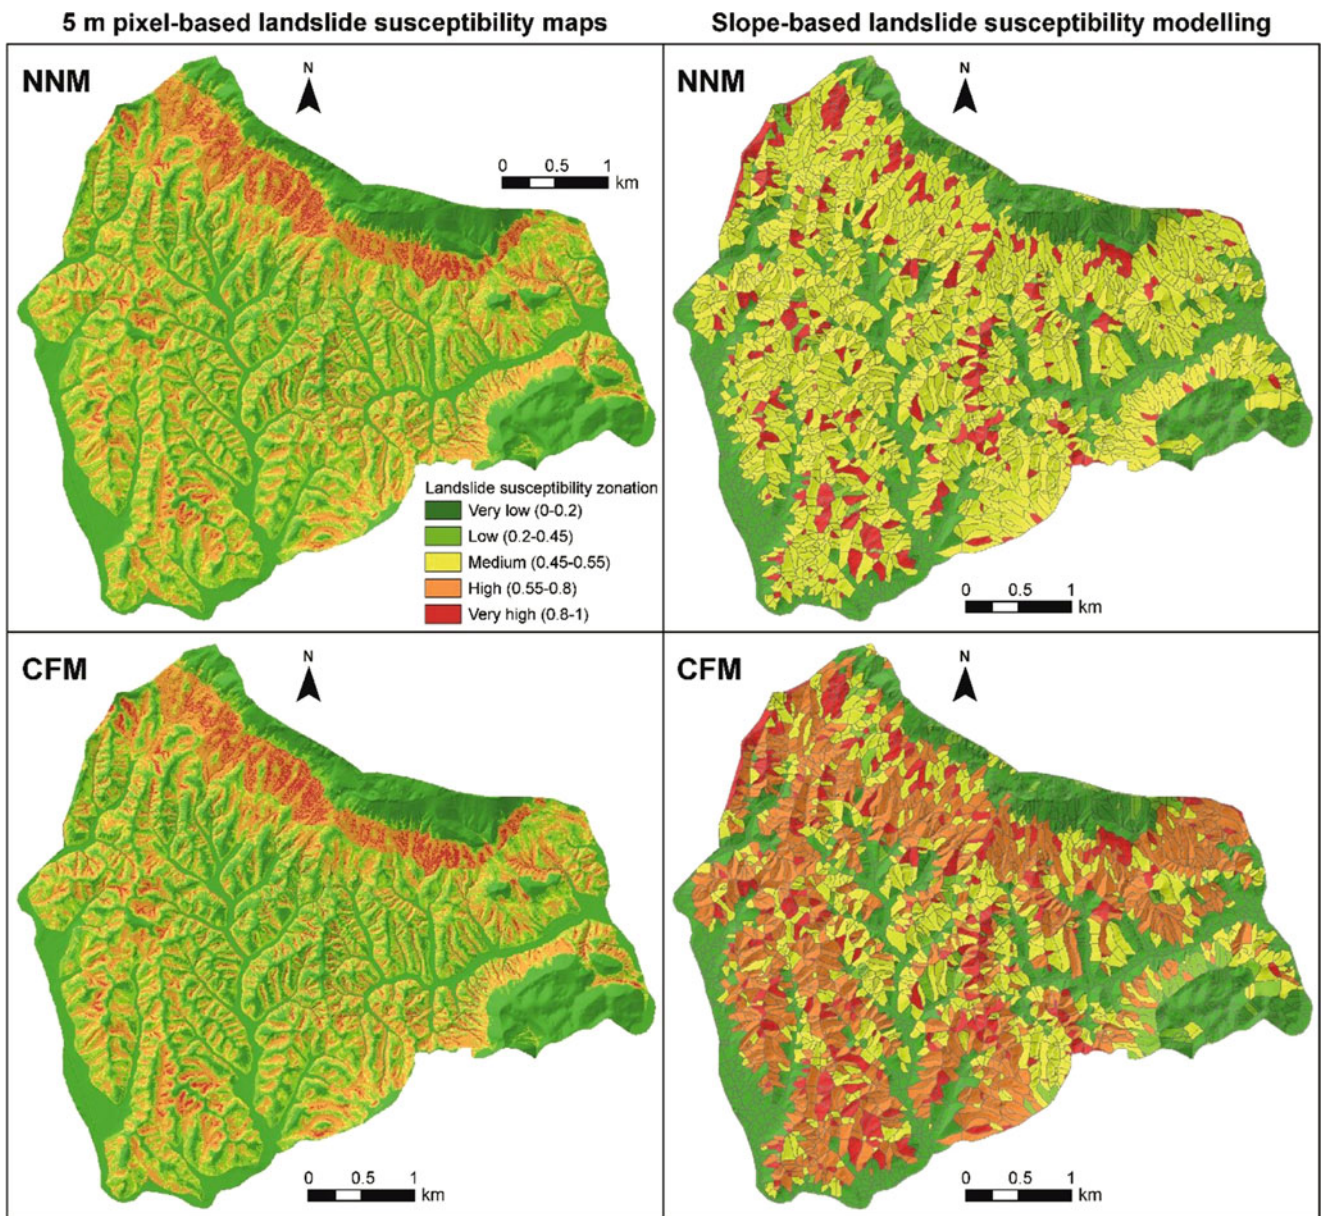 5 m pixel-based landslide susceptibility maps
Slope-based landslide susceptibility modelling
NNM
N
0 0.5 1
km
Landslide susceptibility zonation
Very low (0-0.2)
Low (0.2-0.45)
Medium (0.45-0.55)
High (0.55-0.8)
Very high (0.8-1)
NNM
N
0 0.5 1
km
CFM
N
0 0.5 1
km
CFM
N
0 0.5 1
km